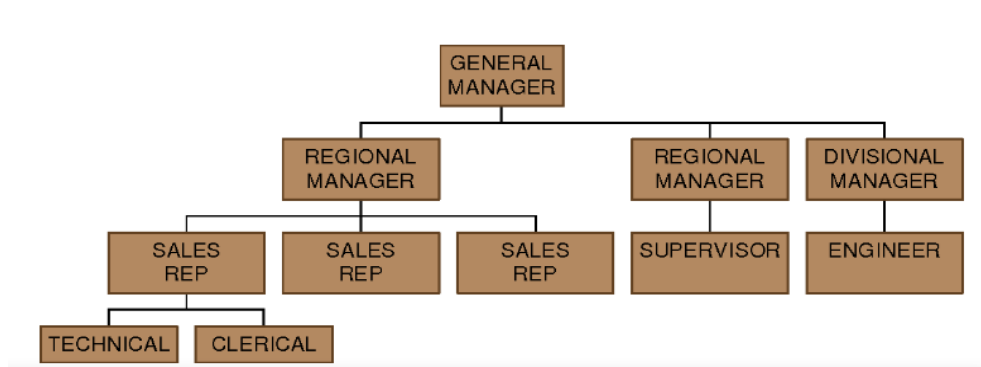 GENERAL
MANAGER
REGIONAL
MANAGER
REGIONAL
MANAGER
DIVISIONAL
MANAGER
SALES
REP
SALES
REP
SALES
REP
SUPERVISOR
ENGINEER
TECHNICAL
CLERICAL